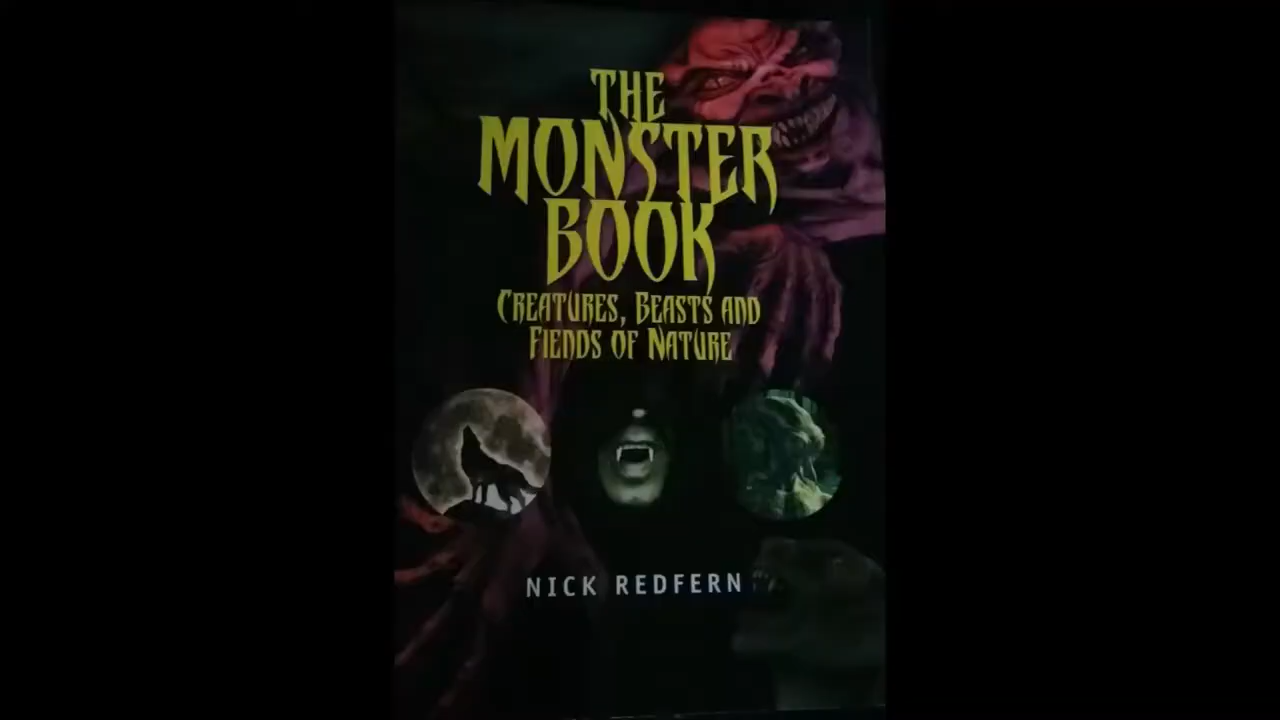 THE
MONSTER
BOOK
CREATURES, BEASTS AND
FIENDS OF NATURE
NICK REDFERN